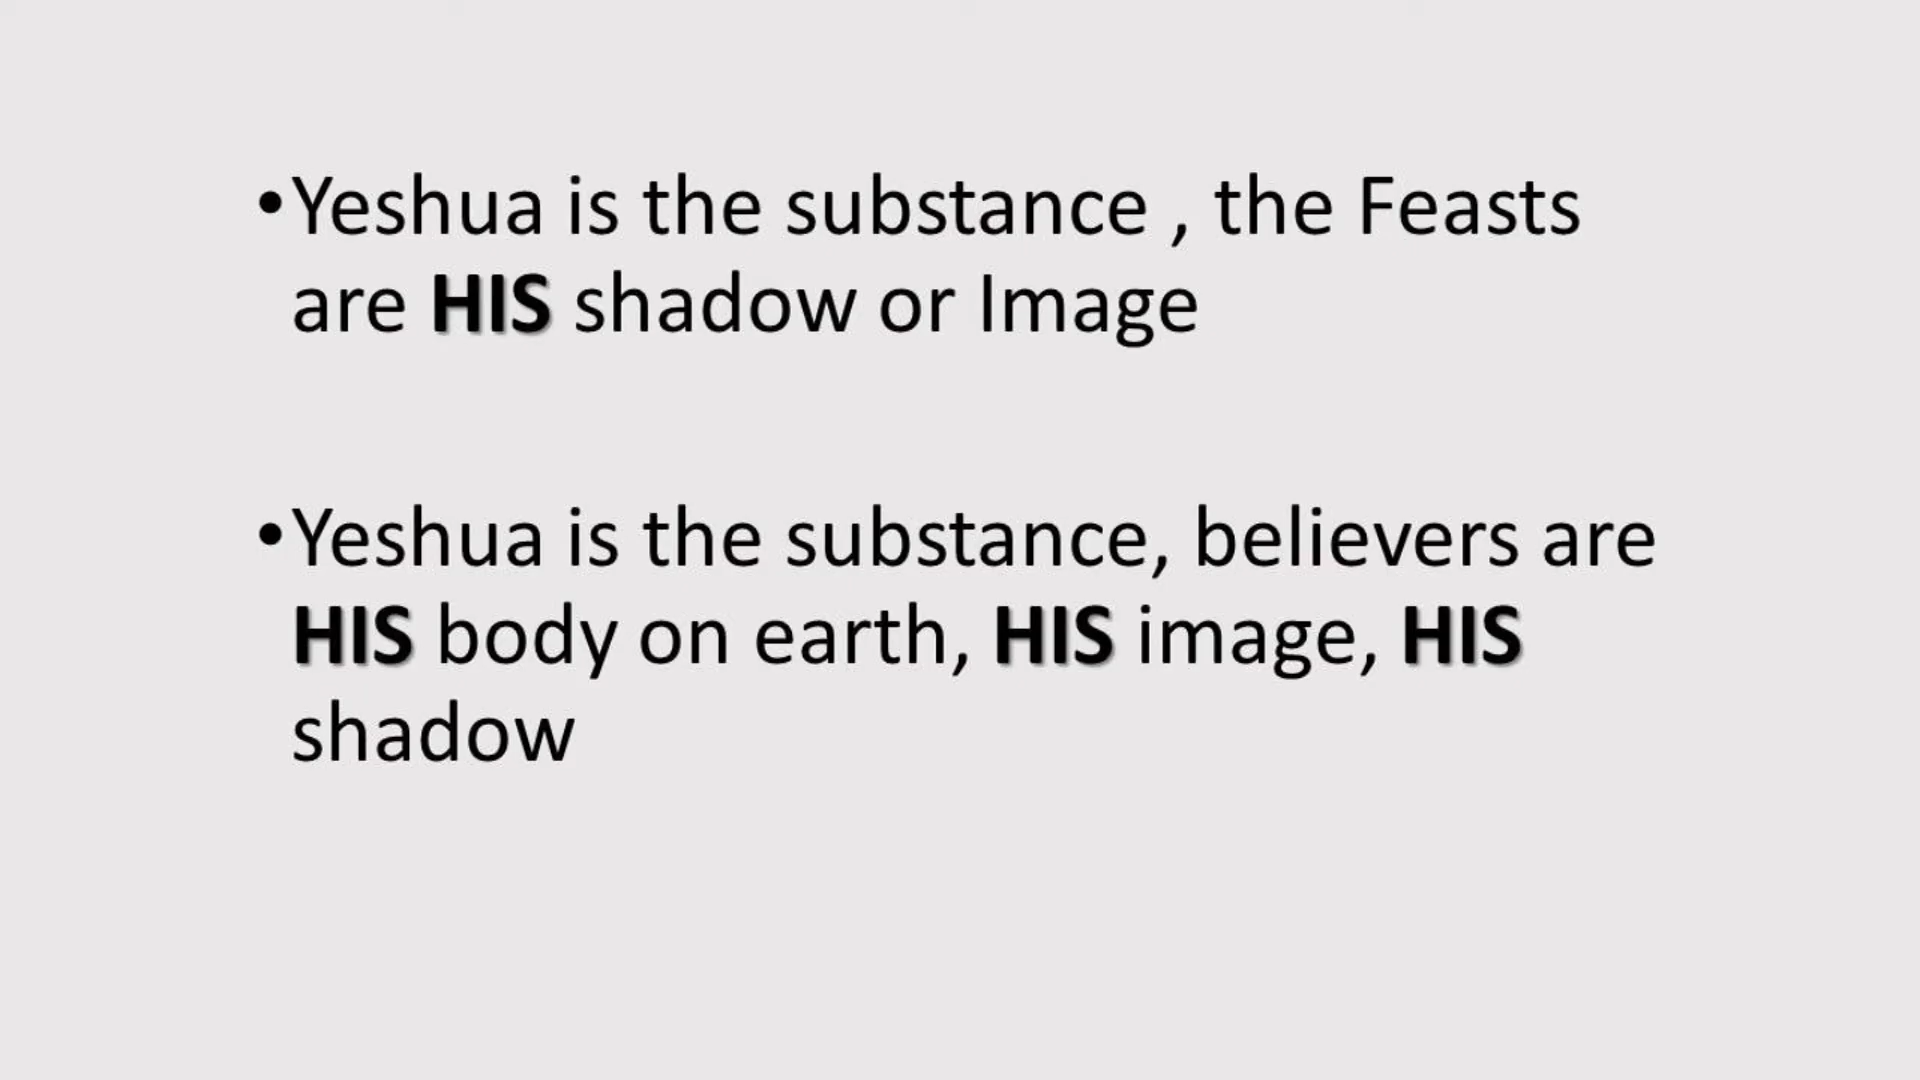 •Yeshua is the substance , the Feasts
are HIS shadow or Image
•Yeshua is the substance, believers are
HIS body on earth, HIS image, HIS
shadow